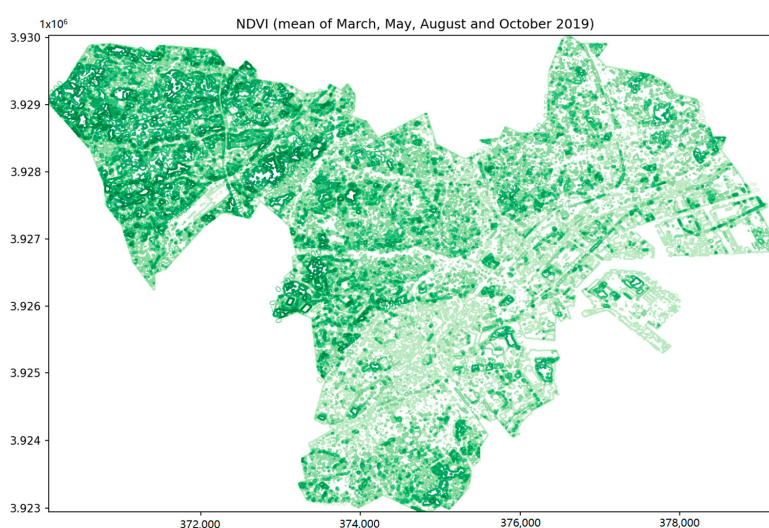 NDVI (mean of March, May, August and October 2019)
1x10⁶
3.930
3.929
3.928
3.927
3.926
3.925
3.924
3.923
372.000 374,000 376,000 378,000